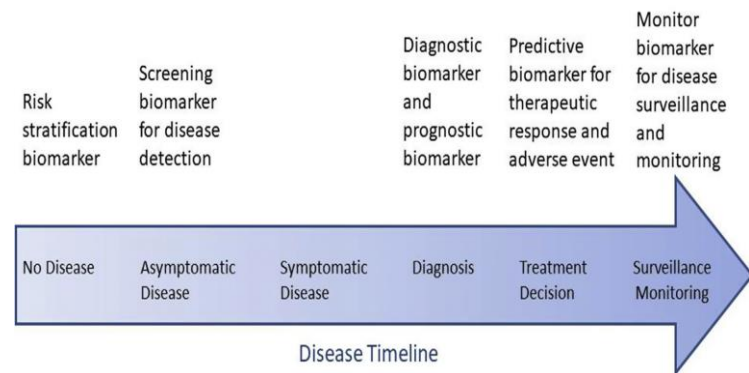 Risk
stratification
biomarker
Screening
biomarker
for disease
detection
Diagnostic
biomarker
and
prognostic
biomarker
Predictive
biomarker for
therapeutic
response and
adverse event
Monitor
biomarker
for disease
surveillance
and
monitoring
No Disease
Asymptomatic
Disease
Symptomatic
Disease
Diagnosis
Treatment
Decision
Surveillance
Monitoring
Disease Timeline